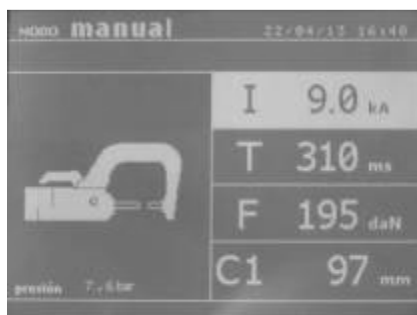 MODO manual 22/04/13 16:40
I 9.0 kA
T 310 ms
F 195 daN
C1 97 mm
presión 7.6 bar